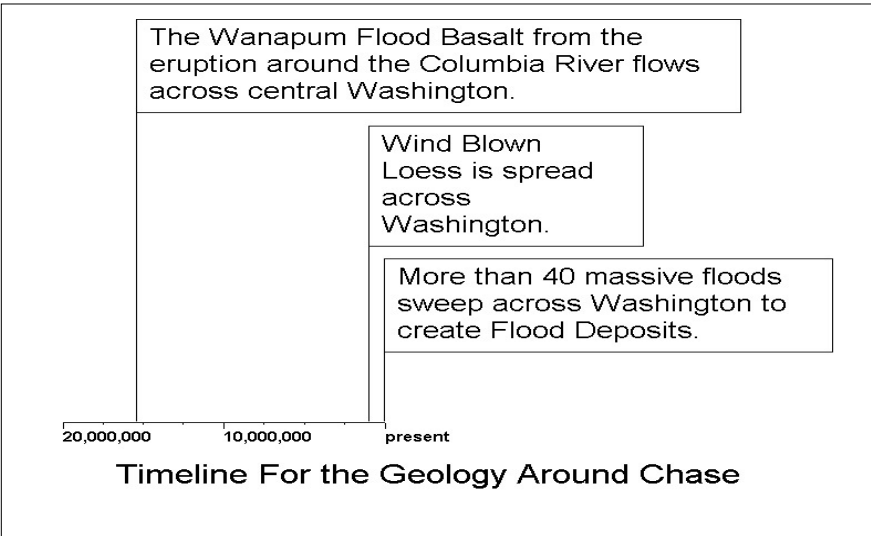 The Wanapum Flood Basalt from the
eruption around the Columbia River flows
across central Washington.
Wind Blown
Loess is spread
across
Washington.
More than 40 massive floods
sweep across Washington to
create Flood Deposits.
20,000,000 10,000,000 present
Timeline For the Geology Around Chase